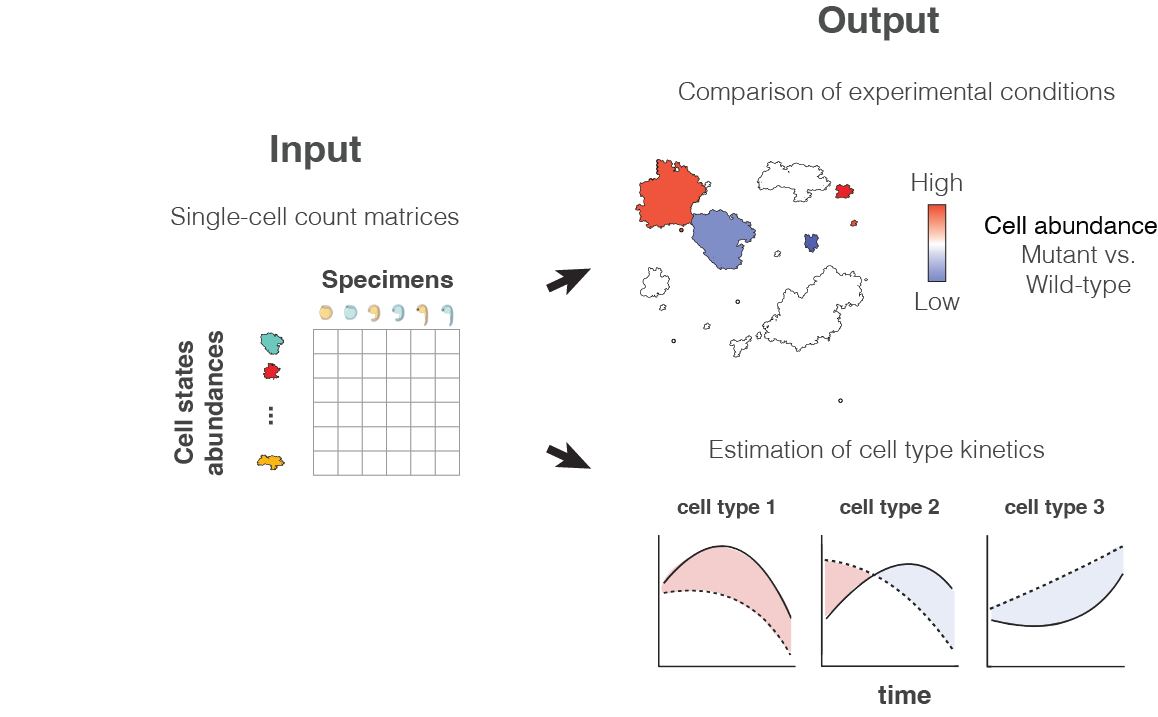 Input
Single-cell count matrices
Specimens
Cell states
abundances
...
Output
Comparison of experimental conditions
High
Low
Cell abundance
Mutant vs.
Wild-type
Estimation of cell type kinetics
cell type 1
cell type 2
cell type 3
time